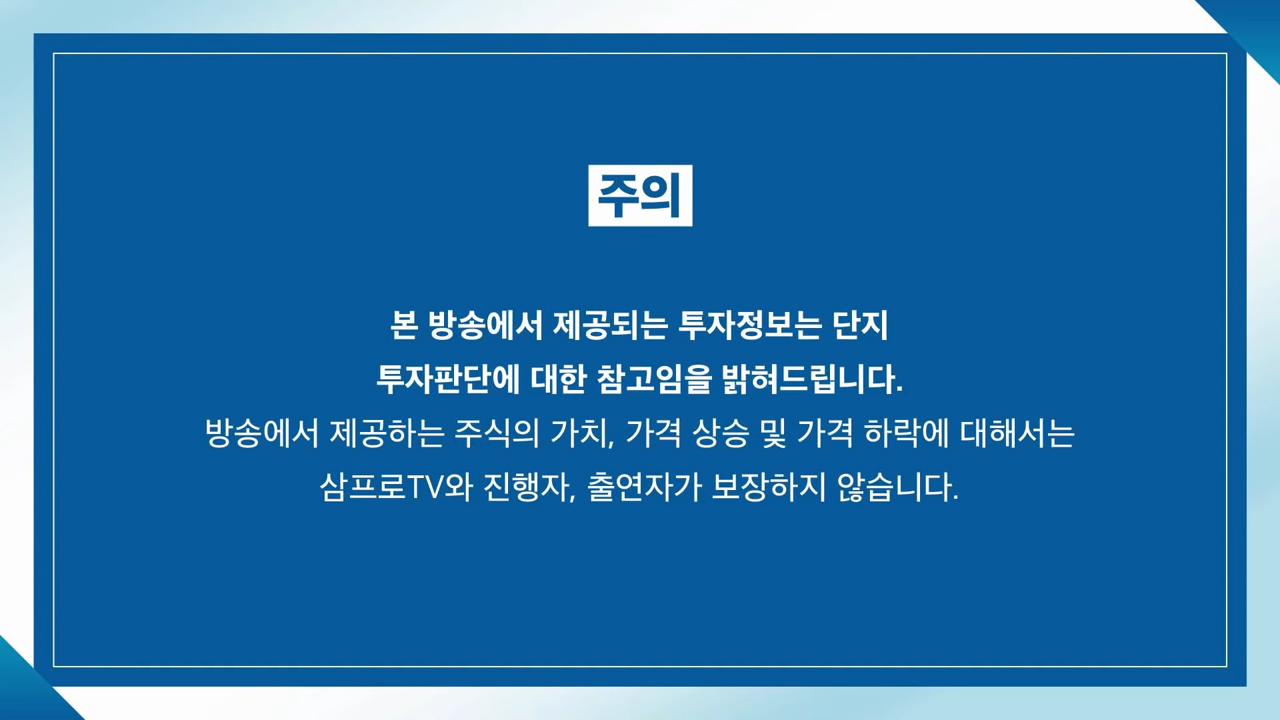 주의
본 방송에서 제공되는 투자정보는 단지
투자판단에 대한 참고임을 밝혀드립니다.
방송에서 제공하는 주식의 가치, 가격 상승 및 가격 하락에 대해서는
삼프로TV와 진행자, 출연자가 보장하지 않습니다.